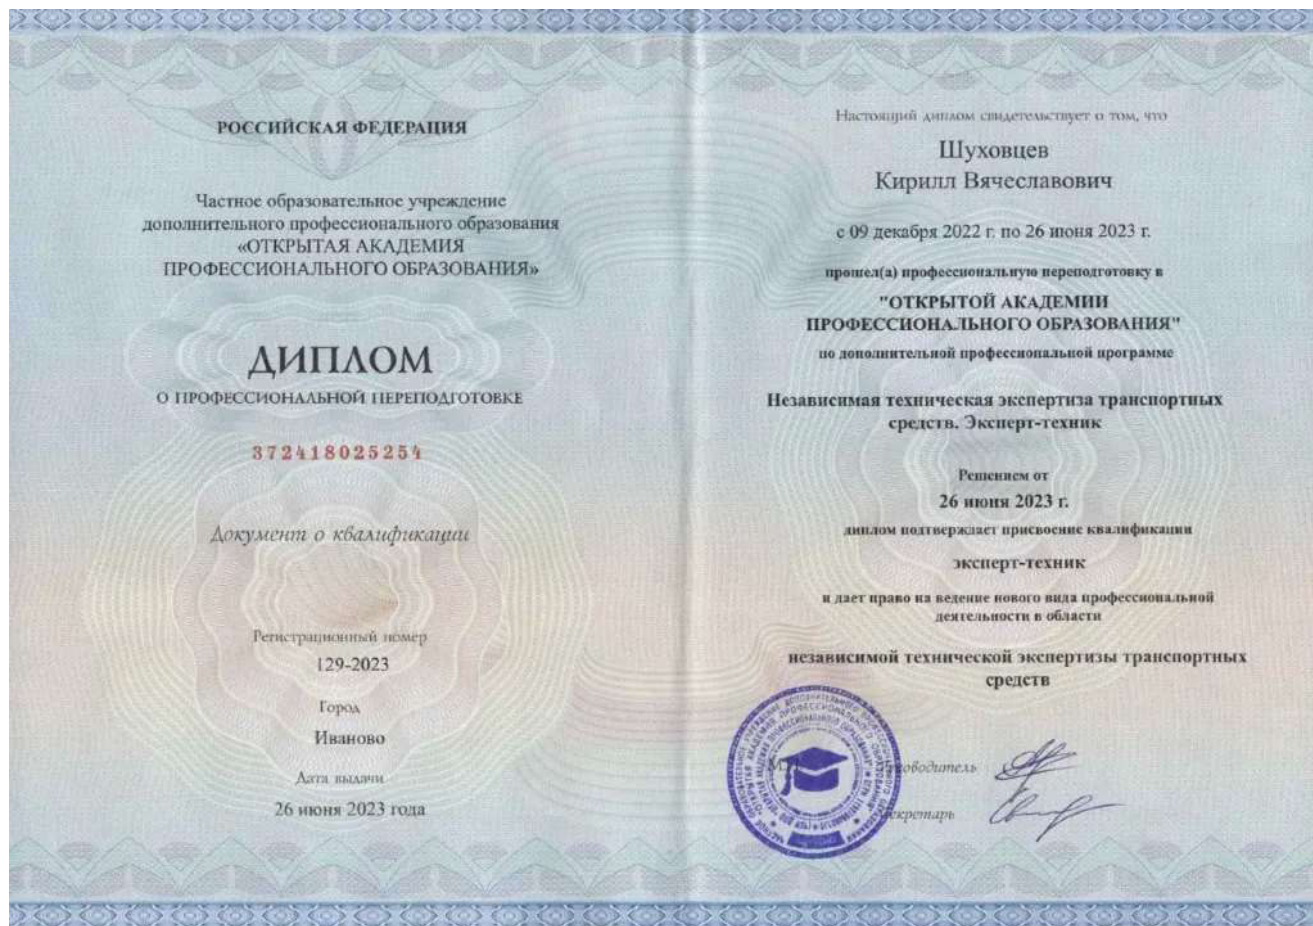 РОССИЙСКАЯ ФЕДЕРАЦИЯ
Частное образовательное учреждение
дополнительного профессионального образования
«ОТКРЫТАЯ АКАДЕМИЯ
ПРОФЕССИОНАЛЬНОГО ОБРАЗОВАНИЯ»
ДИПЛОМ
О ПРОФЕССИОНАЛЬНОЙ ПЕРЕПОДГОТОВКЕ
372418025254
Документ о квалификации
Регистрационный номер
129-2023
Город
Иваново
Дата выдачи
26 июня 2023 года
Настоящий диплом свидетельствует о том, что
Шуховцев
Кирилл Вячеславович
с 09 декабря 2022 г. по 26 июня 2023 г.
прошел(а) профессиональную переподготовку в
"ОТКРЫТОЙ АКАДЕМИИ
ПРОФЕССИОНАЛЬНОГО ОБРАЗОВАНИЯ"
по дополнительной профессиональной программе
Независимая техническая экспертиза транспортных
средств. Эксперт-техник
Решением от
26 июня 2023 г.
диплом подтверждает присвоение квалификации
эксперт-техник
и дает право на ведение нового вида профессиональной
деятельности в области
независимой технической экспертизы транспортных
средств
Руководитель
Секретарь